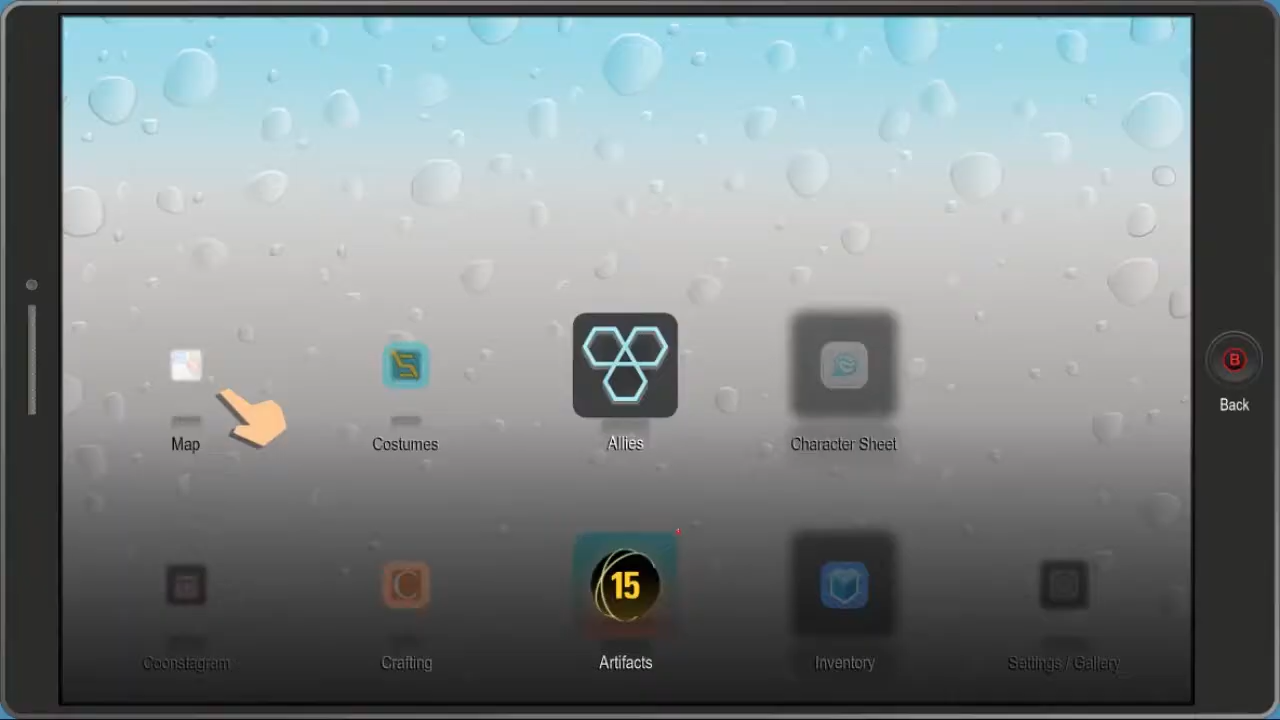 Map
Costumes
Allies
Character Sheet
B
Back
Coonstagram
C
Crafting
15
Artifacts
Inventory
Settings / Gallery